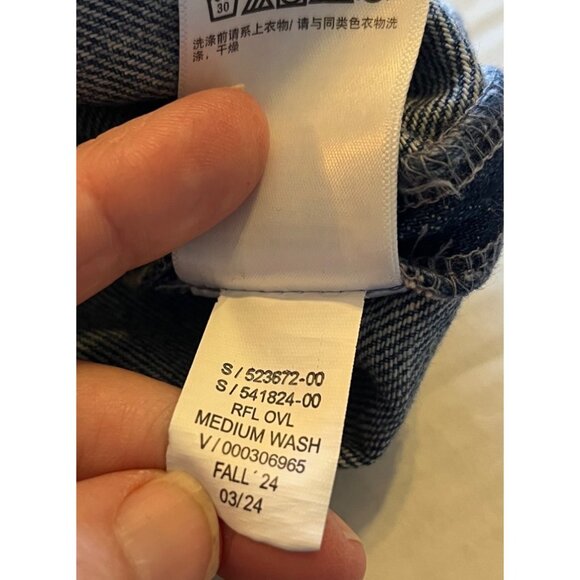 30
洗涤前请系上衣物/ 请与同类色衣物洗
涤，干燥
S / 523672-00
S / 541824-00
RFL OVL
MEDIUM WASH
V / 000306965
FALL ' 24
03/24